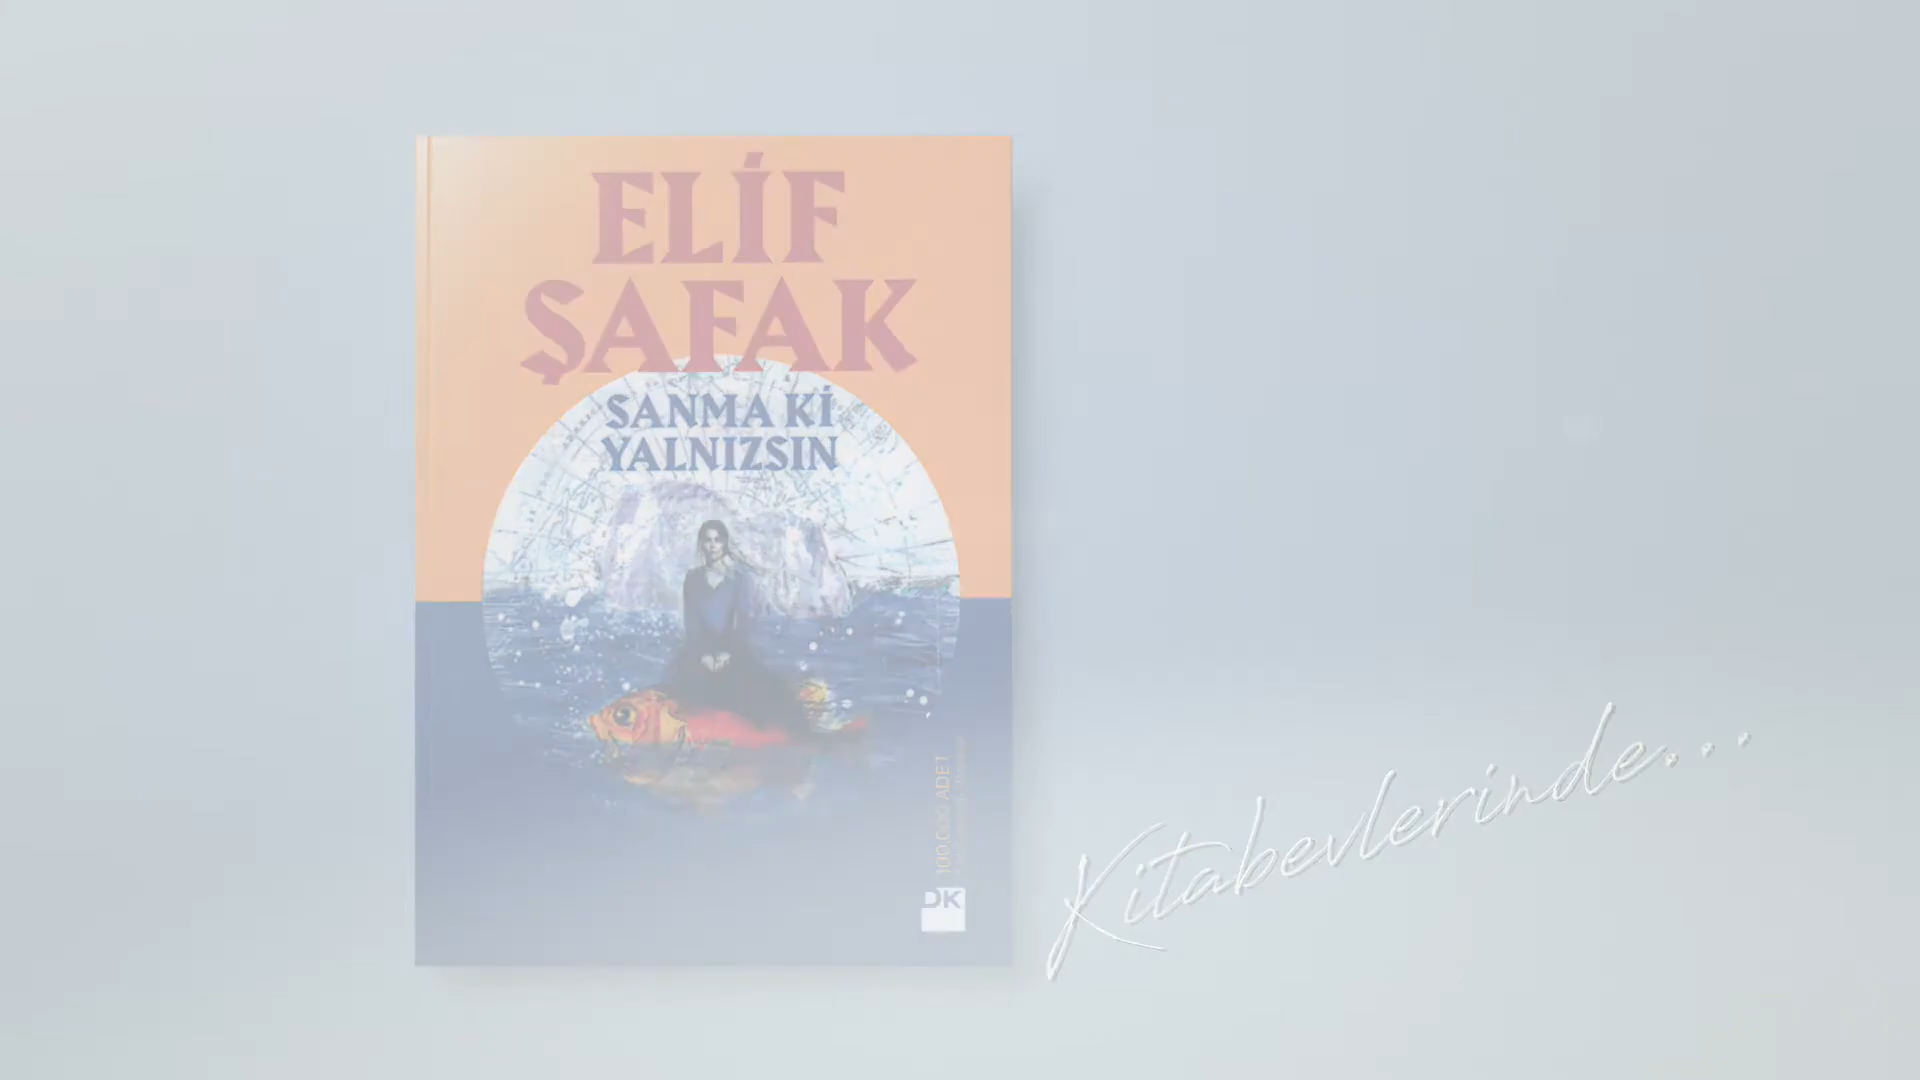 ELİF
ŞAFAK
SANMA Kİ
YALNIZSIN
100.000 ADET
DK
Kitabevlerinde...